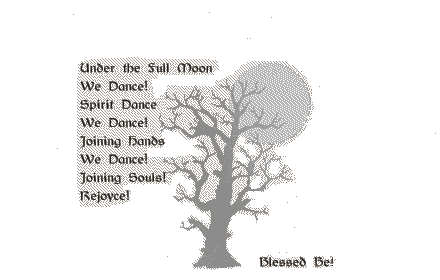 Under the Full Moon
We Dance!
Spirit Dance
We Dance!
Joining Hands
We Dance!
Joining Souls!
Rejoyce!
Blessed Be!